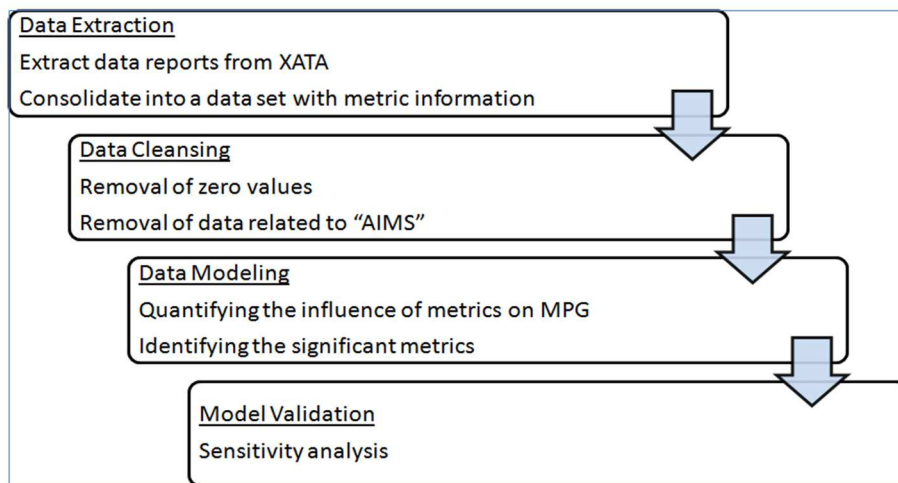 Data Extraction
Extract data reports from XATA
Consolidate into a data set with metric information
Data Cleansing
Removal of zero values
Removal of data related to “AIMS”
Data Modeling
Quantifying the influence of metrics on MPG
Identifying the significant metrics
Model Validation
Sensitivity analysis